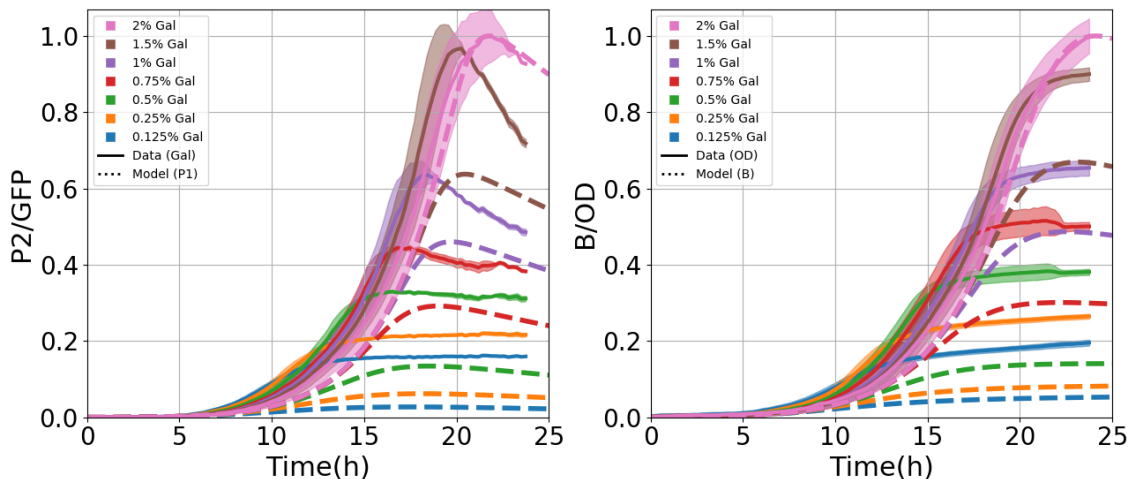 P2/GFP
1.0
0.8
0.6
0.4
0.2
0.0
2% Gal
1.5% Gal
1% Gal
0.75% Gal
0.5% Gal
0.25% Gal
0.125% Gal
Data (Gal)
Model (P1)
0 5 10 15 20 25
Time(h)
B/OD
1.0
0.8
0.6
0.4
0.2
0.0
2% Gal
1.5% Gal
1% Gal
0.75% Gal
0.5% Gal
0.25% Gal
0.125% Gal
Data (OD)
Model (B)
0 5 10 15 20 25
Time(h)